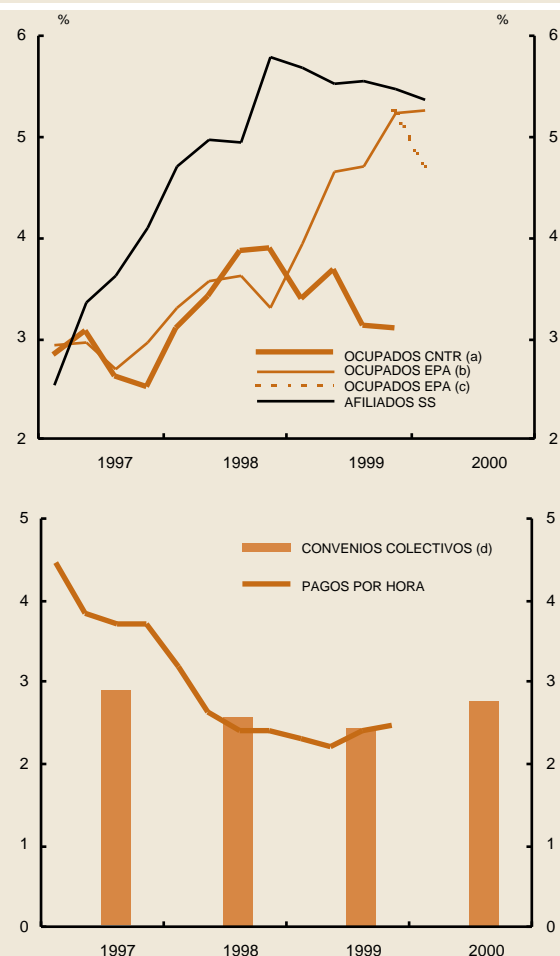 % %
6 6
5 5
4 4
3 3
OCUPADOS CNTR (a)
OCUPADOS EPA (b)
OCUPADOS EPA (c)
AFILIADOS SS
2 2
1997 1998 1999 2000
5 5
CONVENIOS COLECTIVOS (d)
4 4
PAGOS POR HORA
3 3
2 2
1 1
0 0
1997 1998 1999 2000